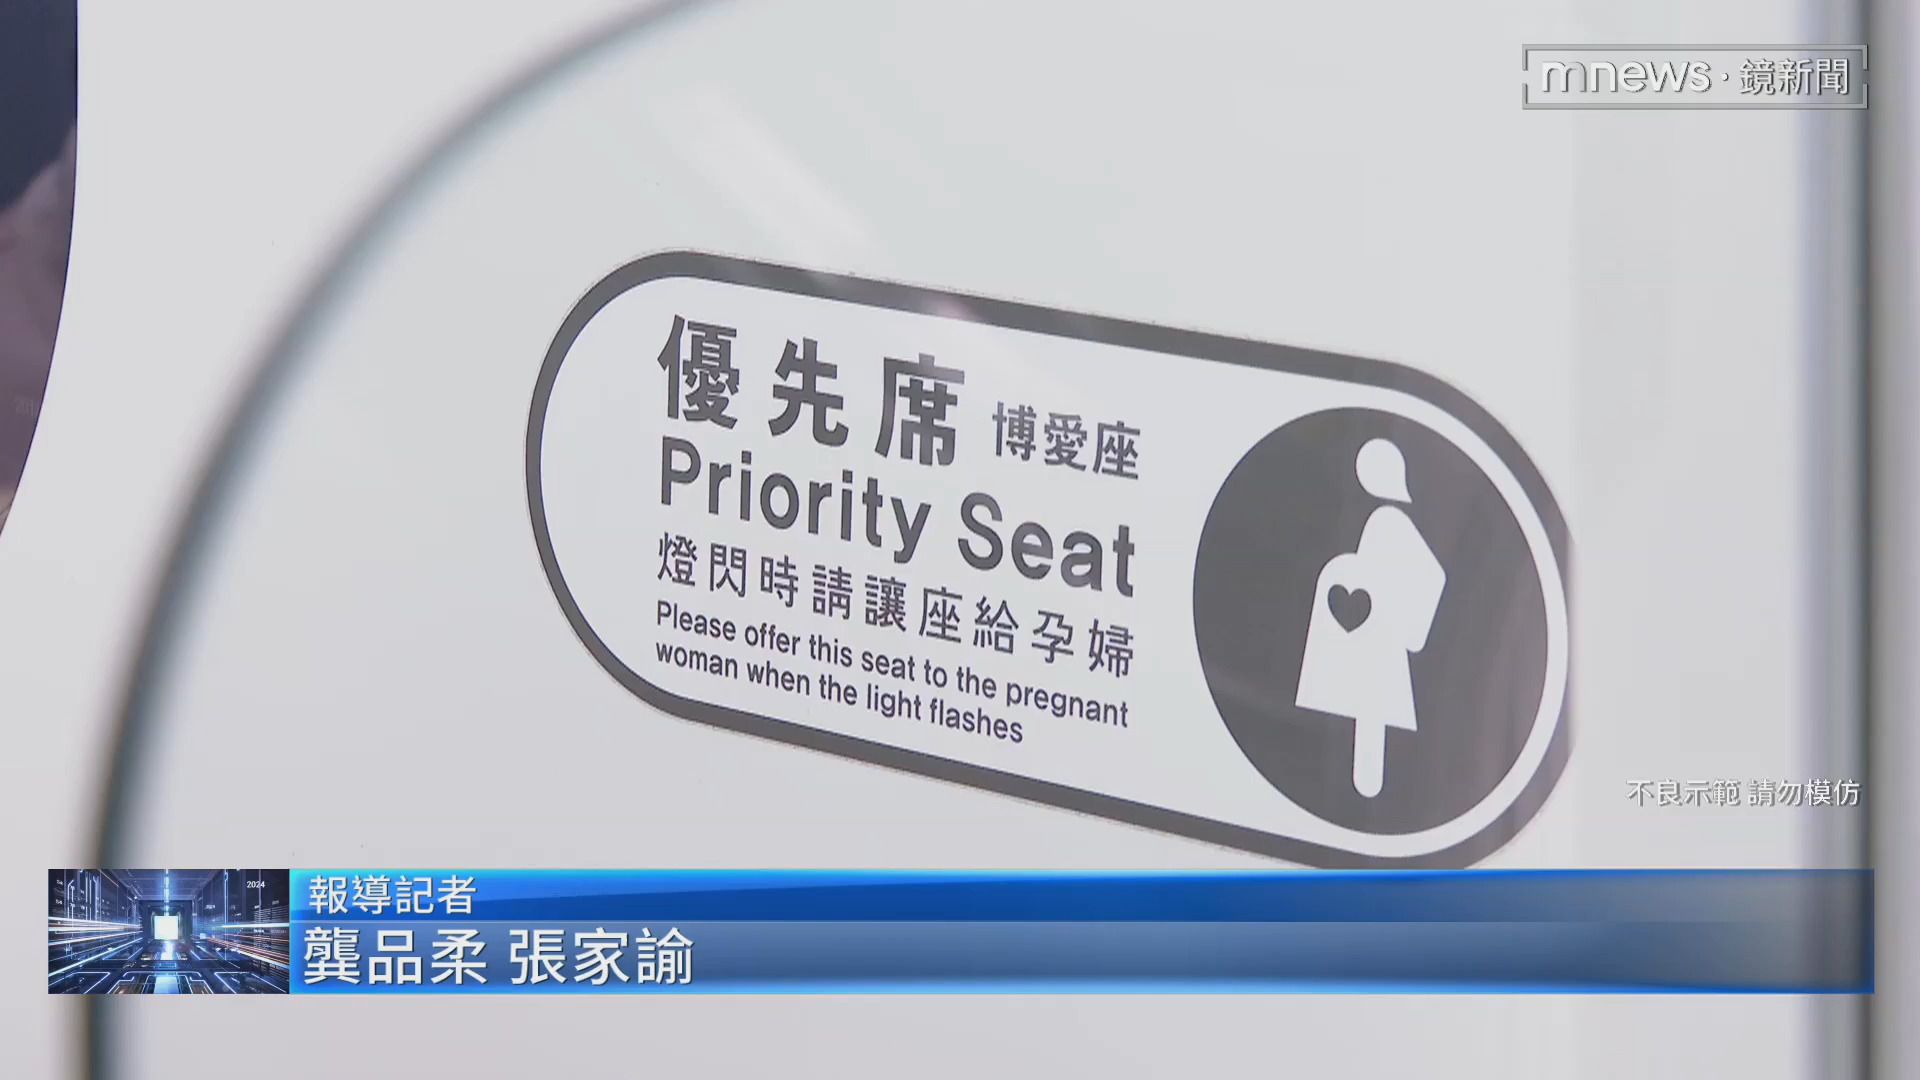 mnews·鏡新聞
優先席 博愛座
Priority Seat
燈閃時請讓座給孕婦
Please offer this seat to the pregnant
woman when the light flashes
不良示範 請勿模仿
2024
報導記者
龔品柔 張家諭